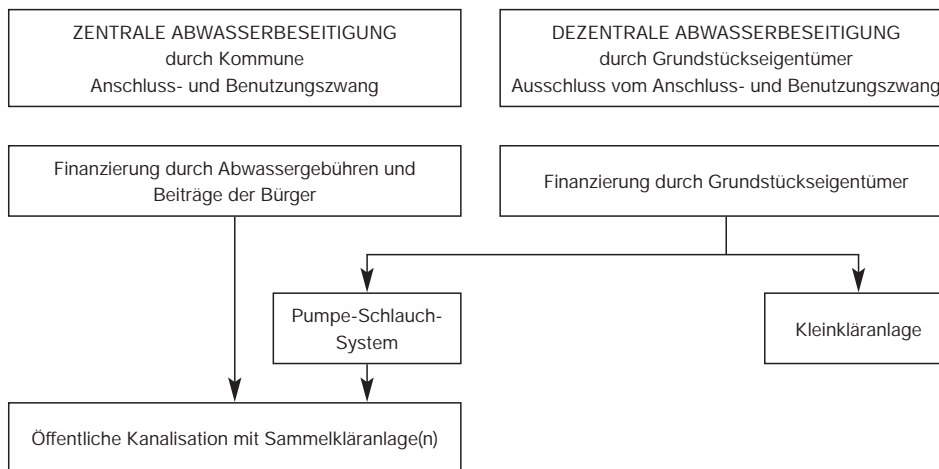 ZENTRALE ABWASSERBESEITIGUNG
durch Kommune
Anschluss- und Benutzungszwang
DEZENTRALE ABWASSERBESEITIGUNG
durch Grundstückseigentümer
Ausschluss vom Anschluss- und Benutzungszwang
Finanzierung durch Abwassergebühren und
Beiträge der Bürger
Finanzierung durch Grundstückseigentümer
Pumpe-Schlauch-
System
Kleinkläranlage
Öffentliche Kanalisation mit Sammelkläranlage(n)